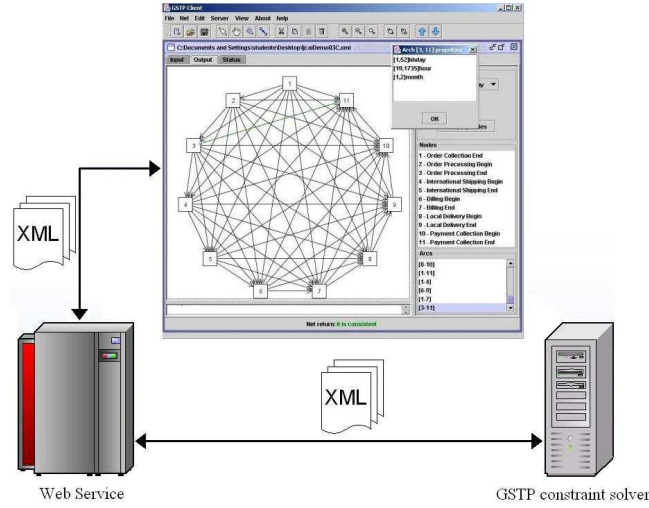 GSTP Client
File Net Edit Server View About help
C:\Documents and Settings\studente\Desktop\ijcaiDemo03C.xml
Input Output Status
Arch [3, 11] proprities
[1,52]bhday
[19,1735]hour
[1,2]month
OK
1
2
11
3
10
4
9
5
8
6
7
Nodes
1 - Order Collection End
2 - Order Processing Begin
3 - Order Processing End
4 - International Shipping Begin
5 - International Shipping End
6 - Billing Begin
7 - Billing End
8 - Local Delivery Begin
9 - Local Delivery End
10 - Payment Collection Begin
11 - Payment Collection End
Arcs
[8-10]
[1-11]
[1-4]
[6-9]
[1-7]
[3-11]
Net return: it is consistent
XML
XML
Web Service
GSTP constraint solver